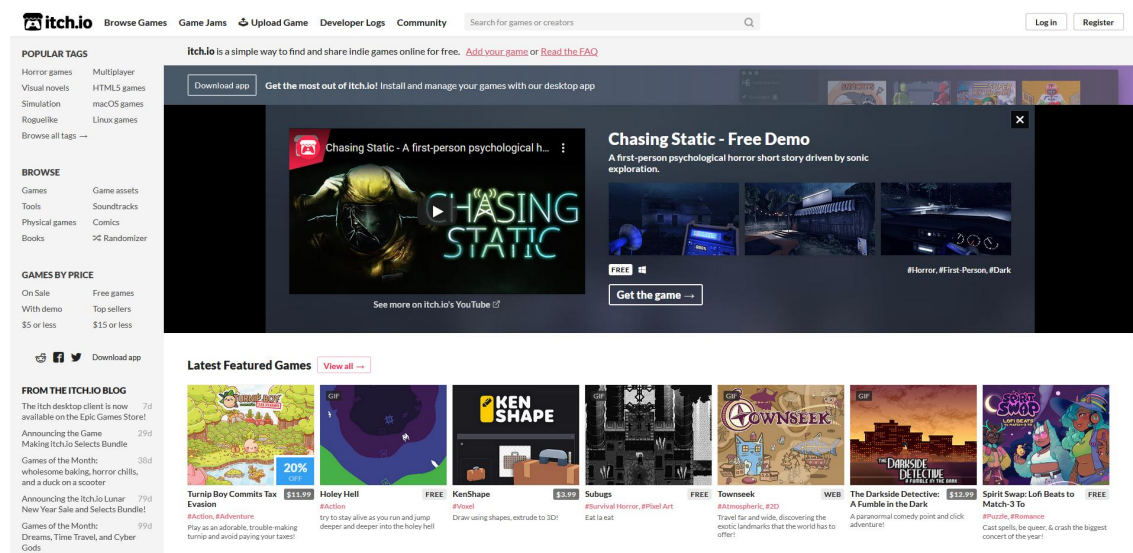 itch.io
Browse Games Game Jams Upload Game Developer Logs Community
Search for games or creators
Log in Register
POPULAR TAGS
Horror games Multiplayer
Visual novels HTML5 games
Simulation macOS games
Roguelike Linux games
Browse all tags →
BROWSE
Games Game assets
Tools Soundtracks
Physical games Comics
Books Randomizer
GAMES BY PRICE
On Sale Free games
With demo Top sellers
$5 or less $15 or less
Download app
FROM THE ITCH.IO BLOG
The itch desktop client is now 7d
available on the Epic Games Store!
Announcing the Game 29d
Making itch.io Selects Bundle
Games of the Month: 38d
wholesome baking, horror chills,
and a duck on a scooter
Announcing the itch.io Lunar 79d
New Year Sale and Selects Bundle!
Games of the Month: 99d
Dreams, Time Travel, and Cyber
Gods
itch.io is a simple way to find and share indie games online for free. Add your game or Read the FAQ
Download app Get the most out of itch.io! Install and manage your games with our desktop app
Chasing Static - A first-person psychological h...
CHASING
STATIC
See more on itch.io's YouTube
Chasing Static - Free Demo
A first-person psychological horror short story driven by sonic
exploration.
FREE
#Horror, #First-Person, #Dark
Get the game →
Latest Featured Games View all →
TURNIP BOY
20%
OFF
Turnip Boy Commits Tax $11.99
Evasion
#Action, #Adventure
Play as an adorable, trouble-making
turnip and avoid paying your taxes!
GIF
Holey Hell FREE
#Action
try to stay alive as you run and jump
deeper and deeper into the holey hell
KEN
SHAPE
KenShape $3.99
#Voxel
Draw using shapes, extrude to 3D!
GIF
Subugs FREE
#Survival Horror, #Pixel Art
Eat la eat
GIF
TOWNSEEK
Townseek WEB
#Atmospheric, #2D
Travel far and wide, discovering the
exotic landmarks that the world has to
offer!
GIF
THE DARKSIDE
DETECTIVE
A FUMBLE IN THE DARK
The Darkside Detective: $12.99
A Fumble in the Dark
A paranormal comedy point and click
adventure!
SPIRIT
SWAP
LOFI BEATS
TO MATCH-3 TO
Spirit Swap: Lofi Beats to FREE
Match-3 To
#Puzzle, #Romance
Cast spells, be queer, & crash the biggest
concert of the year!